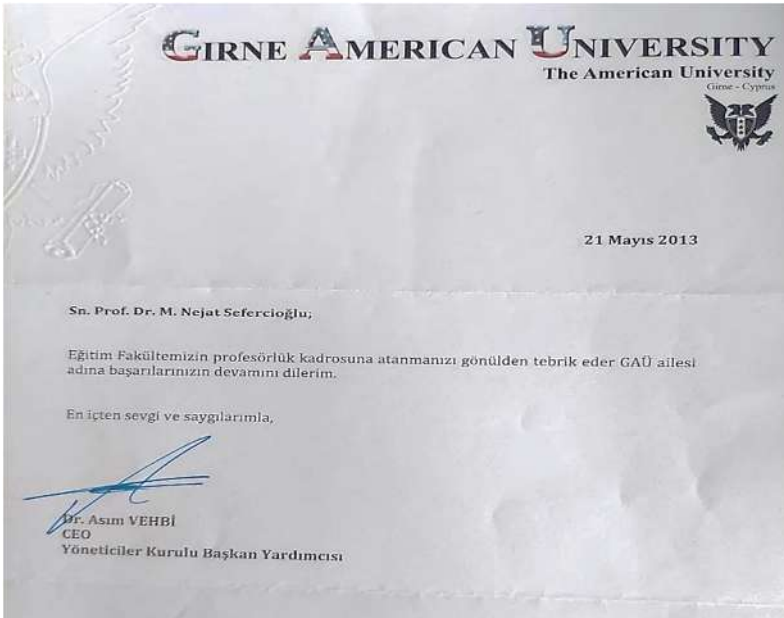 GIRNE AMERICAN UNIVERSITY
The American University
Girne - Cyprus
21 Mayıs 2013
Sn. Prof. Dr. M. Nejat Sefercioğlu;
Eğitim Fakültemizin profesörlük kadrosuna atanmanızı gönülden tebrik eder GAÜ ailesi
adına başarılarınızın devamını dilerim.
En içten sevgi ve saygılarımla,
Dr. Asım VEHBİ
CEO
Yöneticiler Kurulu Başkan Yardımcısı